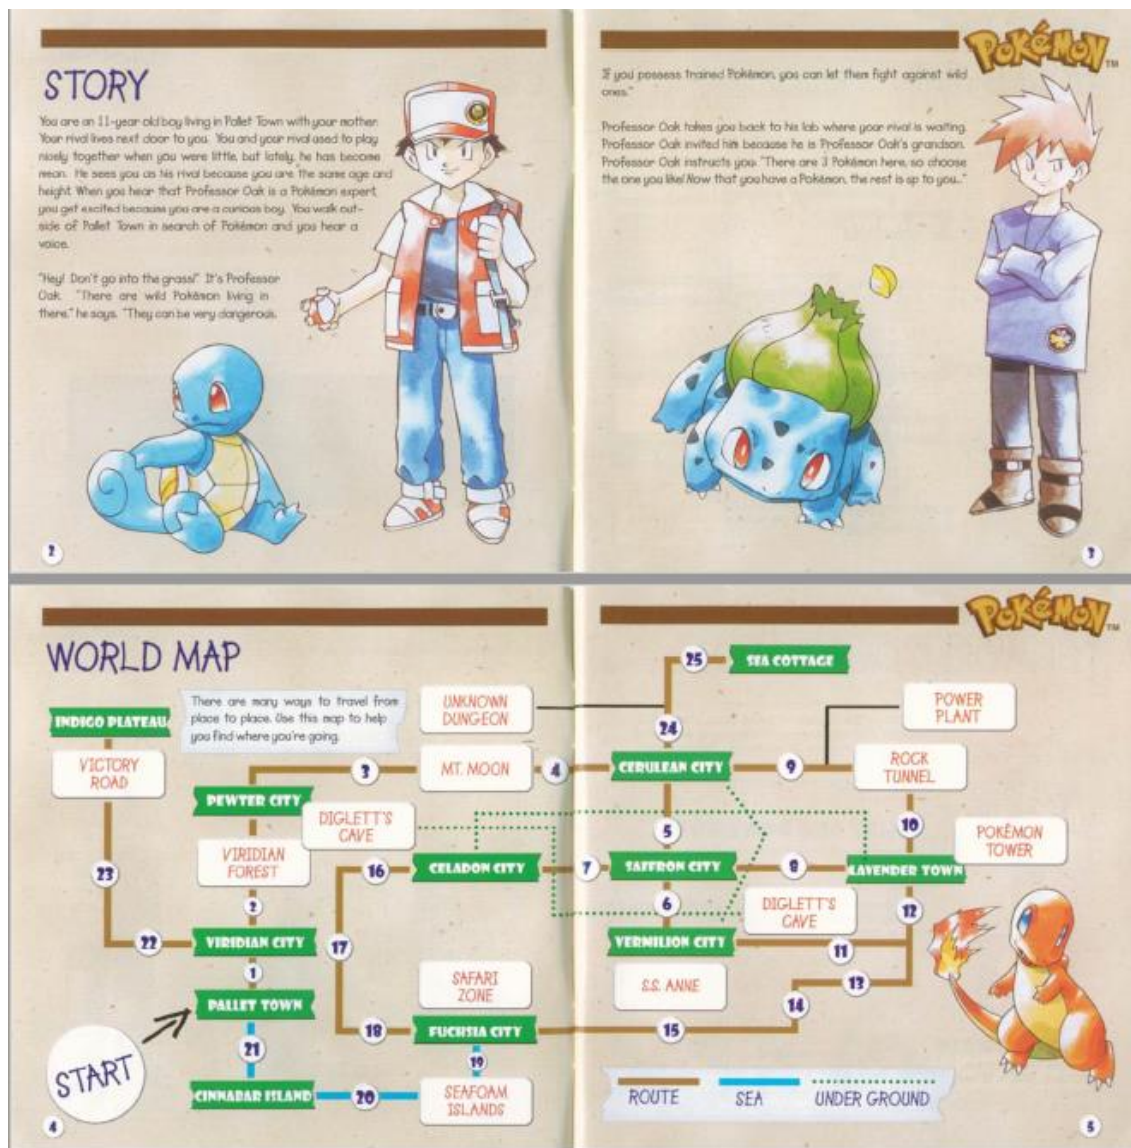 POKéMON™
STORY
You are an 11-year old boy living in Pallet Town with your mother.
Your rival lives next door to you. You and your rival used to play
nicely together when you were little, but lately, he has become
mean. He sees you as his rival because you are the same age and
height. When you hear that Professor Oak is a Pokémon expert,
you get excited because you are a curious boy. You walk out-
side of Pallet Town in search of Pokémon and you hear a
voice.
"Hey! Don't go into the grass!" It's Professor
Oak. "There are wild Pokémon living in
there," he says. "They can be very dangerous.
2
If you possess trained Pokémon, you can let them fight against wild
ones."
Professor Oak takes you back to his lab where your rival is waiting.
Professor Oak invited him because he is Professor Oak's grandson.
Professor Oak instructs you. "There are 3 Pokémon here, so choose
the one you like! Now that you have a Pokémon, the rest is up to you..."
3
POKéMON™
WORLD MAP
There are many ways to travel from
place to place. Use this map to help
you find where you're going.
INDIGO PLATEAU
VICTORY
ROAD
23
22
PEWTER CITY
VIRIDIAN
FOREST
2
VIRIDIAN CITY
1
PALLET TOWN
START
21
CINNABAR ISLAND
20
3
UNKNOWN
DUNGEON
MT. MOON
4
DIGLETT'S
CAVE
16
CELADON CITY
7
17
SAFARI
ZONE
18
FUCHSIA CITY
19
SEAFOAM
ISLANDS
4
25
SEA COTTAGE
24
CERULEAN CITY
9
POWER
PLANT
ROCK
TUNNEL
10
5
SAFFRON CITY
8
LAVENDER TOWN
POKÉMON
TOWER
6
DIGLETT'S
CAVE
12
VERMILION CITY
11
S.S. ANNE
13
14
15
ROUTE
SEA
UNDER GROUND
5